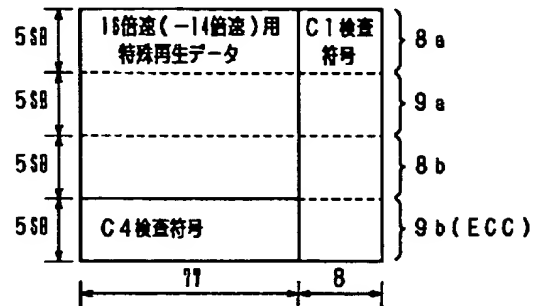 5SB
16倍速(-14倍速)用
特殊再生データ
C1検査
符号
8a
5SB
9a
5SB
8b
5SB
C4検査符号
9b(ECC)
77
8